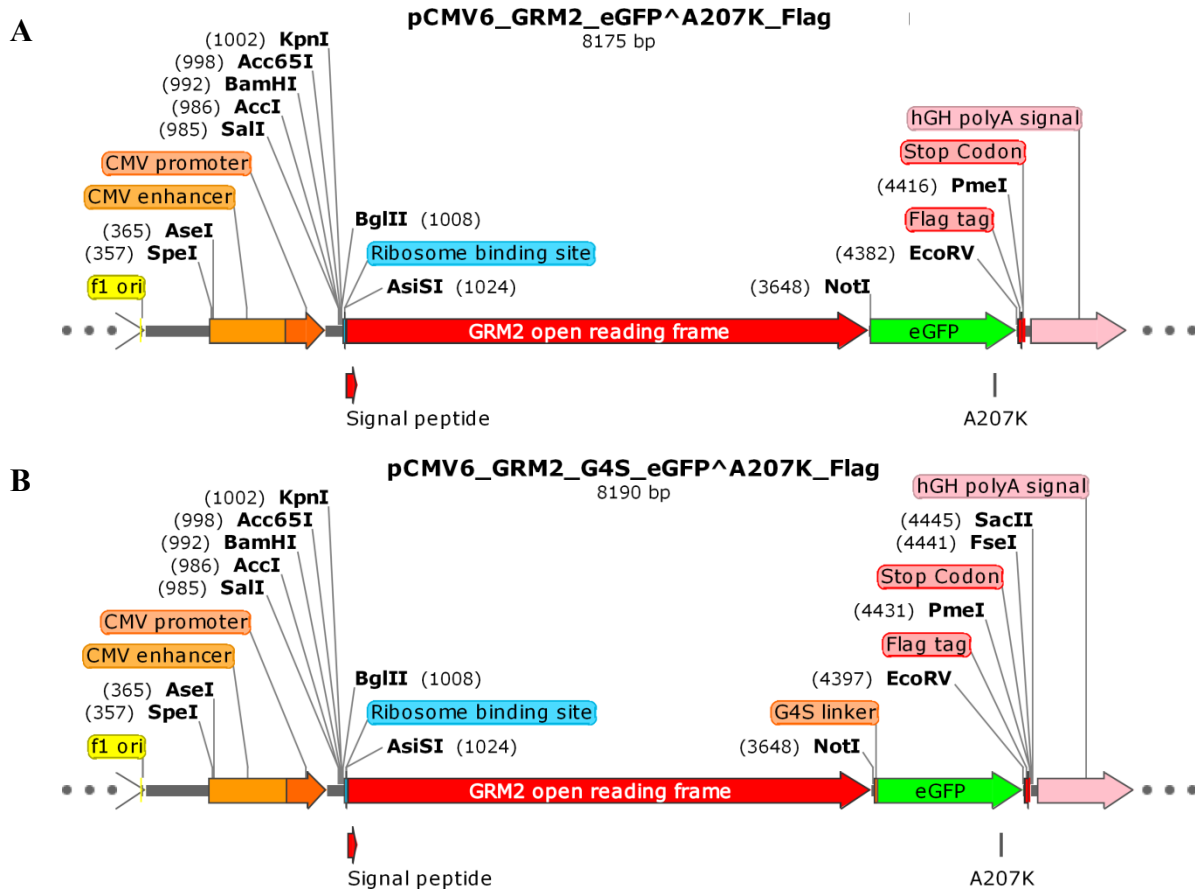 A
pCMV6_GRM2_eGFP^A207K_Flag
8175 bp
(1002) KpnI
(998) Acc65I
(992) BamHI
(986) AccI
(985) SalI
hGH polyA signal
Stop Codon
CMV promoter
(4416) PmeI
CMV enhancer
BglII (1008)
Flag tag
(365) AseI
Ribosome binding site
(4382) EcoRV
(357) SpeI
f1 ori
AsiSI (1024)
(3648) NotI
GRM2 open reading frame
eGFP
Signal peptide
A207K
B
pCMV6_GRM2_G4S_eGFP^A207K_Flag
8190 bp
(1002) KpnI
hGH polyA signal
(998) Acc65I
(4445) SacII
(992) BamHI
(4441) FseI
(986) AccI
Stop Codon
(985) SalI
(4431) PmeI
CMV promoter
Flag tag
CMV enhancer
BglII (1008)
(4397) EcoRV
(365) AseI
Ribosome binding site
G4S linker
(357) SpeI
f1 ori
AsiSI (1024)
(3648) NotI
GRM2 open reading frame
eGFP
Signal peptide
A207K